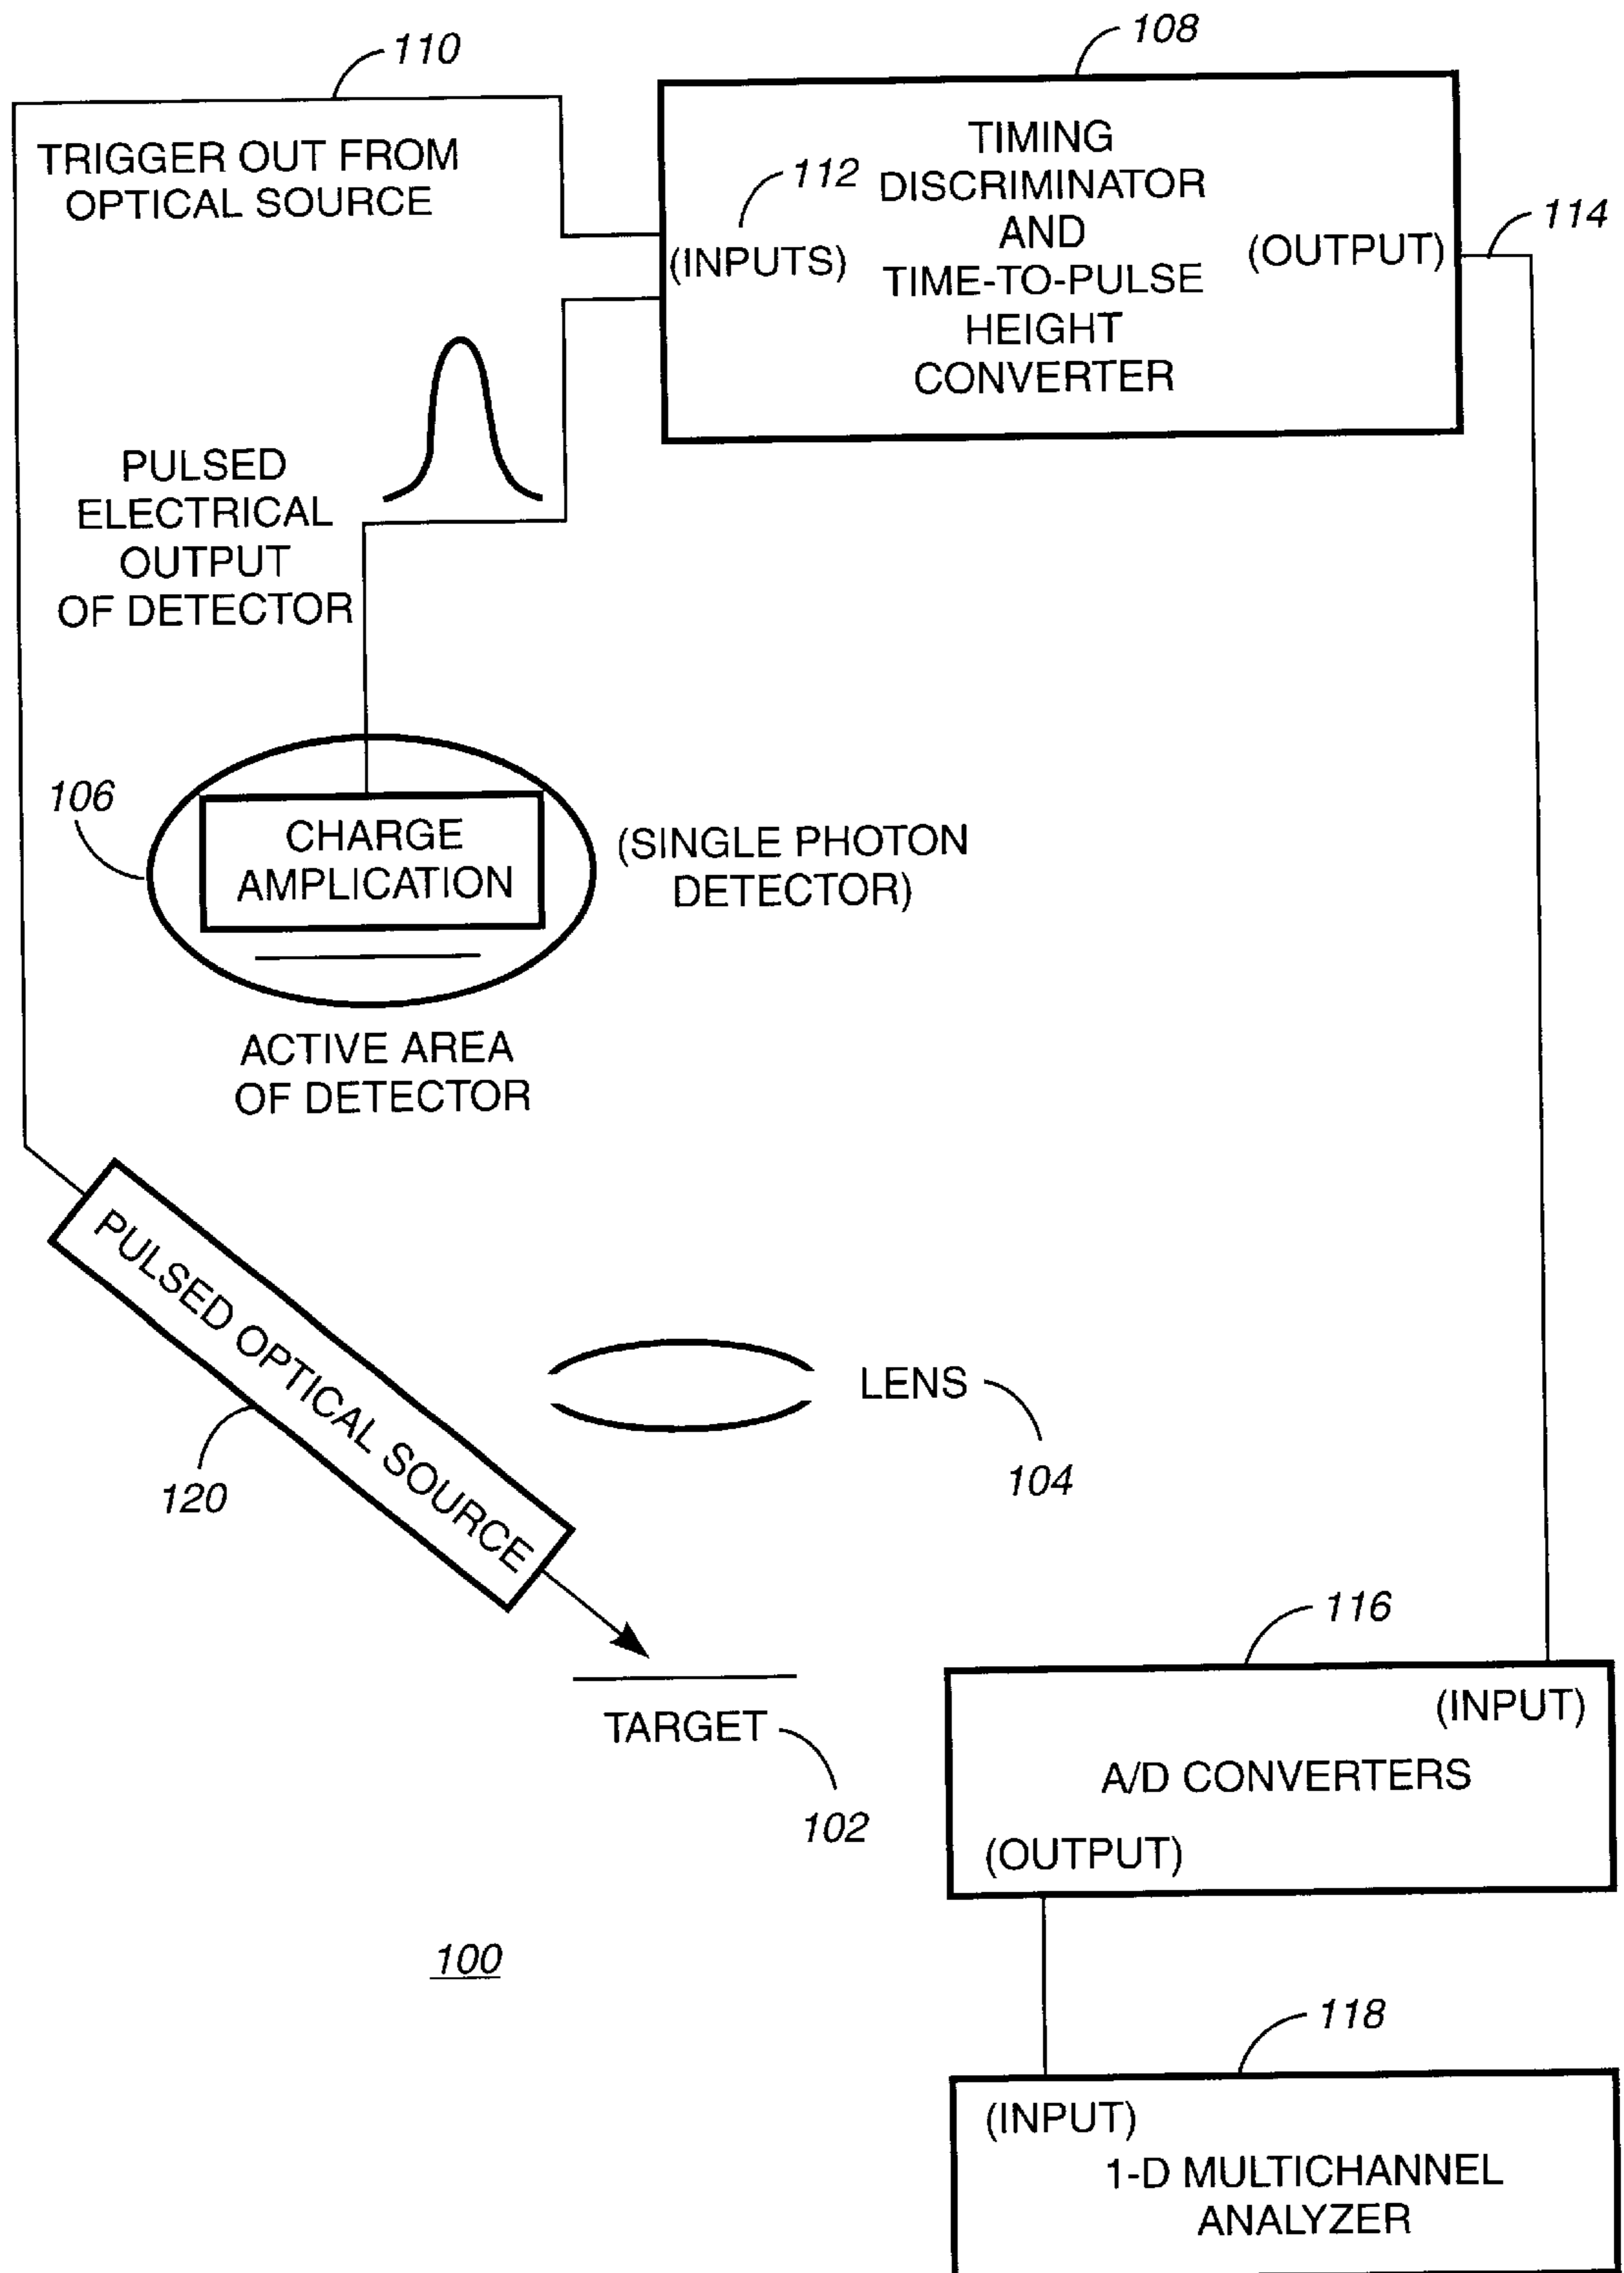 110
108
TRIGGER OUT FROM
OPTICAL SOURCE
TIMING
DISCRIMINATOR
AND
TIME-TO-PULSE
HEIGHT
CONVERTER
112
(INPUTS)
(OUTPUT)
114
PULSED
ELECTRICAL
OUTPUT
OF DETECTOR
106
CHARGE
AMPLICATION
(SINGLE PHOTON
DETECTOR)
ACTIVE AREA
OF DETECTOR
PULSED OPTICAL SOURCE
120
LENS
104
TARGET
102
116
(INPUT)
A/D CONVERTERS
(OUTPUT)
100
118
(INPUT)
1-D MULTICHANNEL
ANALYZER